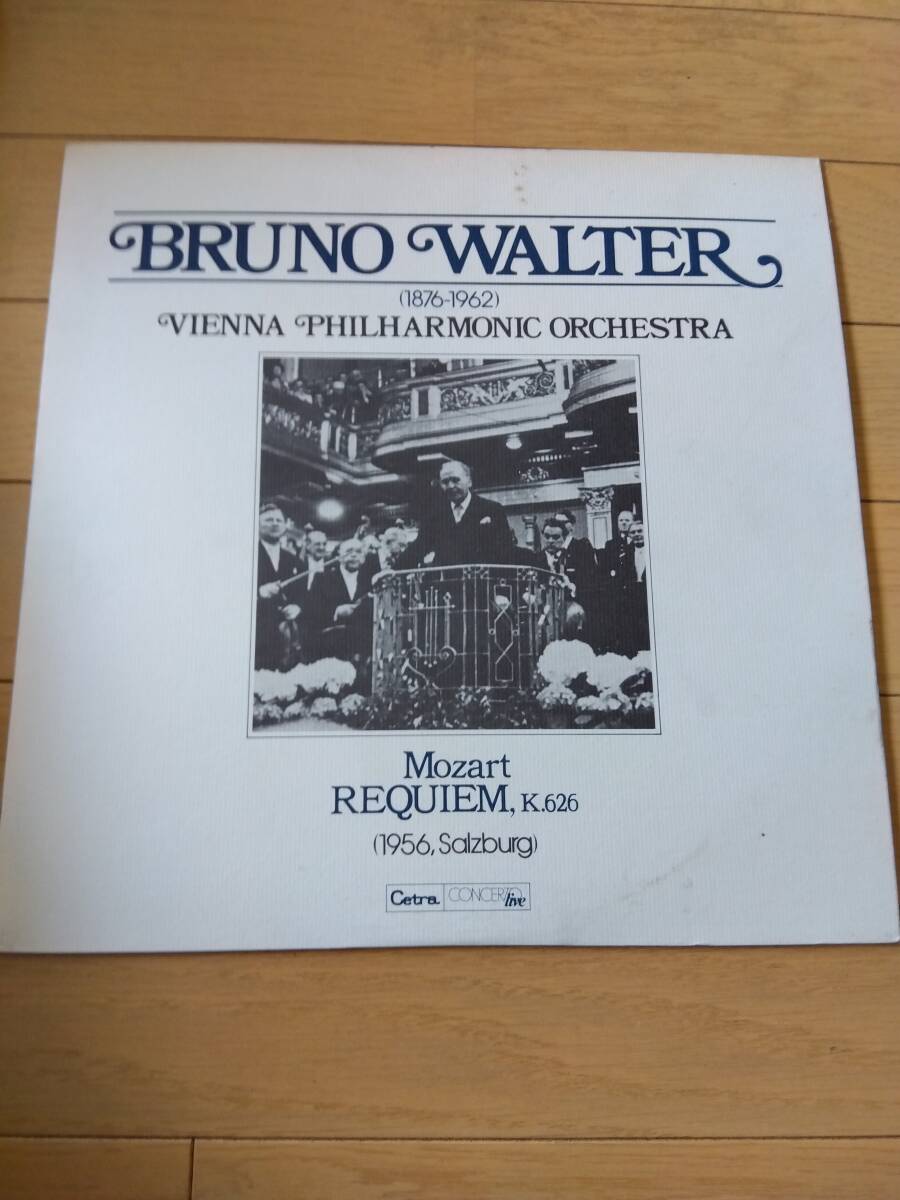 BRUNO WALTER
(1876-1962)
VIENNA PHILHARMONIC ORCHESTRA
Mozart
REQUIEM, K.626
(1956, Salzburg)
Cetra CONCERTO live